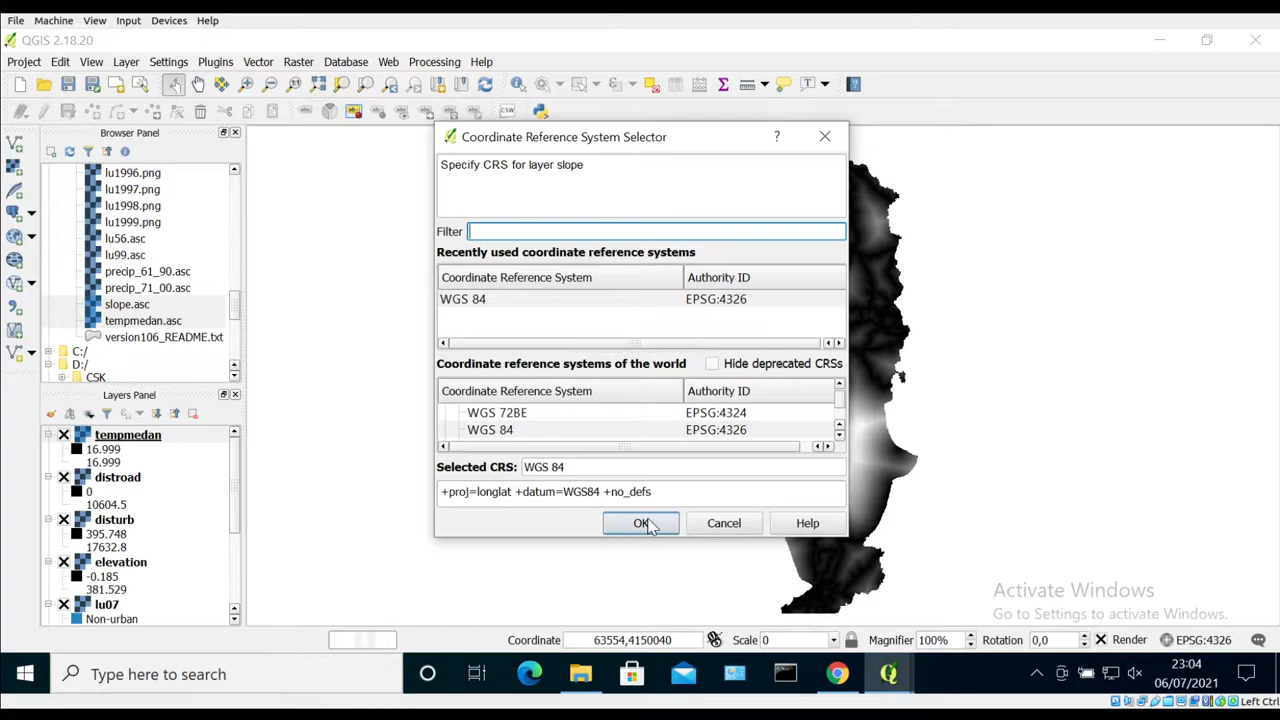 File Machine View Input Devices Help
QGIS 2.18.20
Project Edit View Layer Settings Plugins Vector Raster Database Web Processing Help
Browser Panel
lu1996.png
lu1997.png
lu1998.png
lu1999.png
lu56.asc
lu99.asc
precip_61_90.asc
precip_71_00.asc
slope.asc
tempmedan.asc
version106_README.txt
C:/
D:/
CSK
Layers Panel
tempmedan
16.999
16.999
distroad
0
10604.5
disturb
395.748
17632.8
elevation
-0.185
381.529
lu07
Non-urban
Coordinate Reference System Selector
Specify CRS for layer slope
Filter
Recently used coordinate reference systems
Coordinate Reference System Authority ID
WGS 84 EPSG:4326
Coordinate reference systems of the world Hide deprecated CRSs
Coordinate Reference System Authority ID
WGS 72BE EPSG:4324
WGS 84 EPSG:4326
Selected CRS: WGS 84
+proj=longlat +datum=WGS84 +no_defs
OK Cancel Help
Activate Windows
Go to Settings to activate Windows.
Coordinate 63554,4150040 Scale 0 Magnifier 100% Rotation 0,0 Render EPSG:4326
Type here to search
23:04
06/07/2021
Left Ctrl